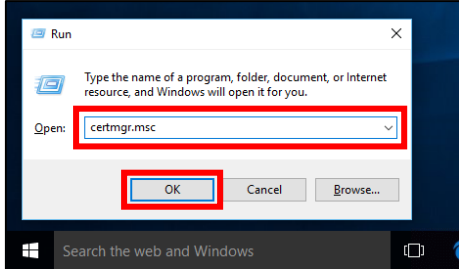 Run
Type the name of a program, folder, document, or Internet
resource, and Windows will open it for you.
Open: certmgr.msc
OK Cancel Browse...
Search the web and Windows